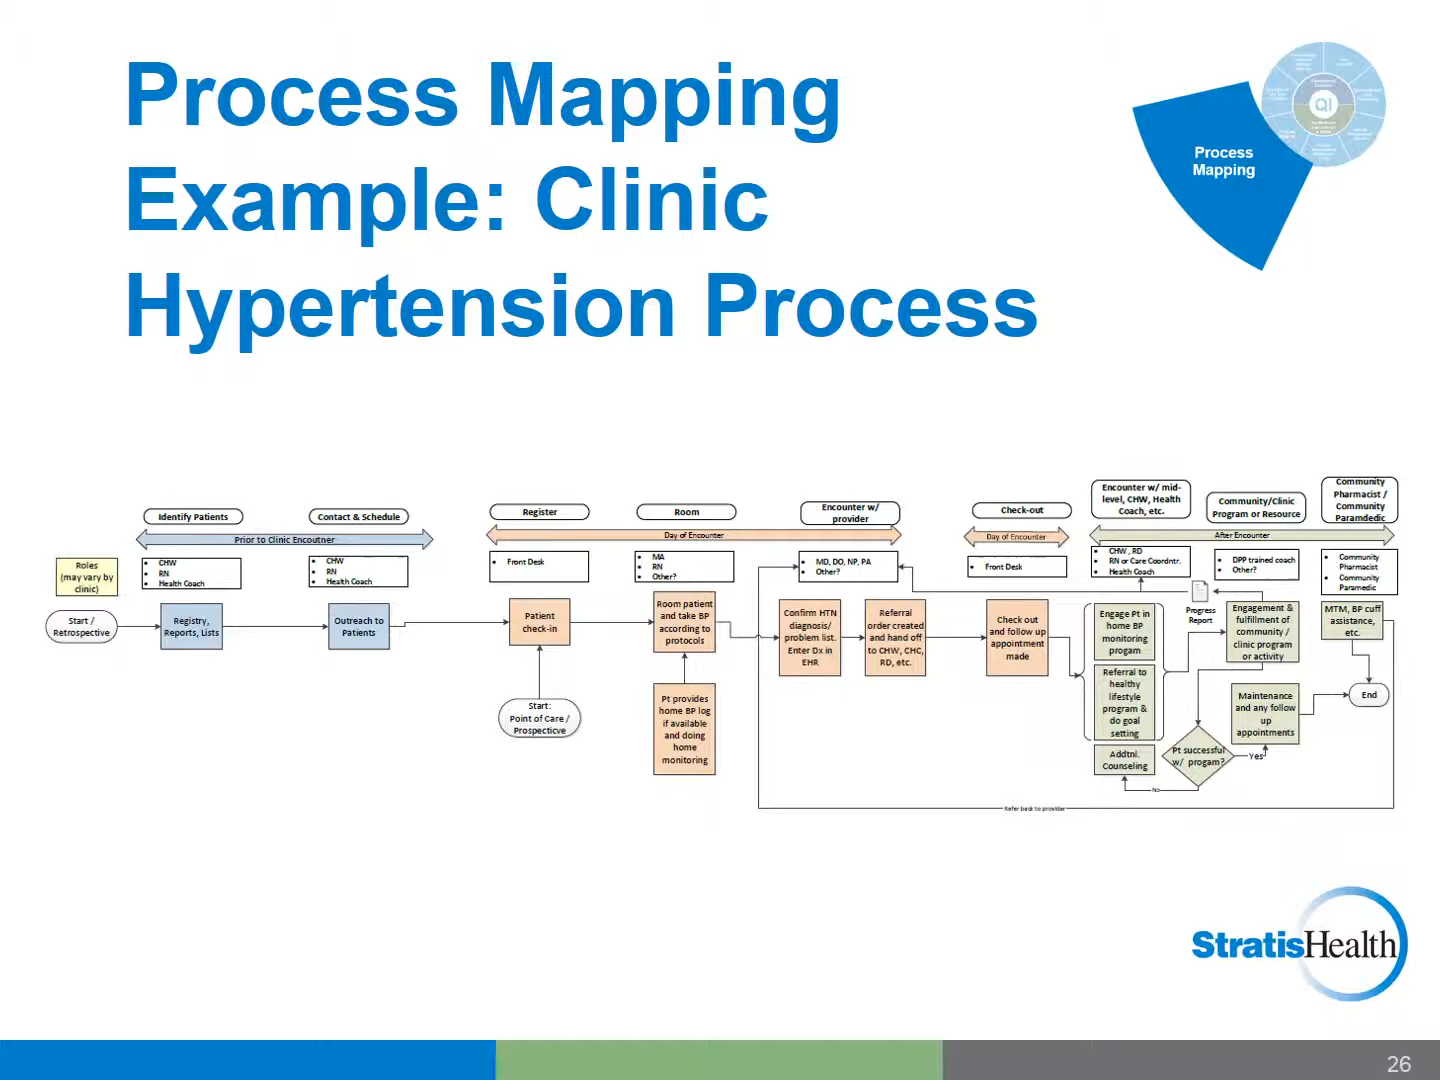 Process Mapping
Example: Clinic
Hypertension Process
QI
Process
Mapping
Identify Patients
Contact & Schedule
Register
Room
Encounter w/
provider
Check-out
Encounter w/ mid-
level, CHW, Health
Coach, etc.
Community/Clinic
Program or Resource
Community
Pharmacist /
Community
Paramdedic
Prior to Clinic Encoutner
Day of Encounter
Day of Encounter
After Encounter
Roles
(may vary by
clinic)
• CHW
• RN
• Health Coach
• CHW
• RN
• Health Coach
• Front Desk
• MA
• RN
• Other?
• MD, DO, NP, PA
• Other?
• Front Desk
• CHW , RD
• RN or Care Coordntr.
• Health Coach
• DPP trained coach
• Other?
• Community
Pharmacist
• Community
Paramedic
Start /
Retrospective
Registry,
Reports, Lists
Outreach to
Patients
Patient
check-in
Start:
Point of Care /
Prospecticve
Room patient
and take BP
according to
protocols
Pt provides
home BP log
if available
and doing
home
monitoring
Confirm HTN
diagnosis/
problem list.
Enter Dx in
EHR
Referral
order created
and hand off
to CHW, CHC,
RD, etc.
Check out
and follow up
appointment
made
Engage Pt in
home BP
monitoring
progam
Referral to
healthy
lifestyle
program &
do goal
setting
Addtnl.
Counseling
Progress
Report
Engagement &
fulfillment of
community /
clinic program
or activity
MTM, BP cuff
assistance,
etc.
Maintenance
and any follow
up
appointments
End
Pt successful
w/ progam?
Yes
No
Refer back to provider
StratisHealth
26